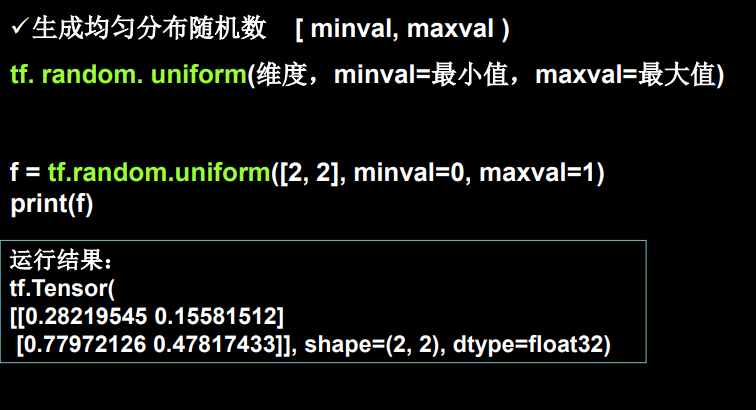 ✓生成均匀分布随机数 [ minval, maxval )
tf. random. uniform(维度，minval=最小值，maxval=最大值)
f = tf.random.uniform([2, 2], minval=0, maxval=1)
print(f)
运行结果：
tf.Tensor(
[[0.28219545 0.15581512]
[0.77972126 0.47817433]], shape=(2, 2), dtype=float32)